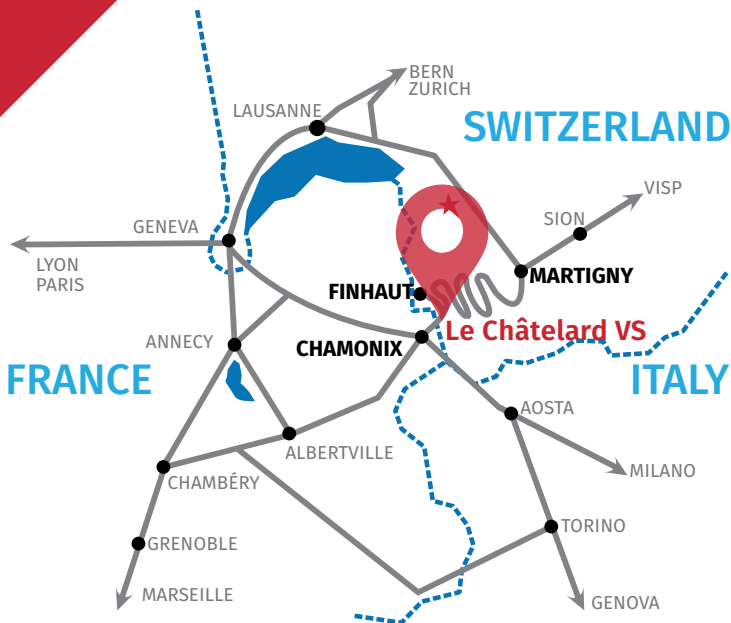 BERN
ZURICH
LAUSANNE
SWITZERLAND
VISP
SION
GENEVA
LYON
PARIS
MARTIGNY
FINHAUT
Le Châtelard VS
ANNECY
CHAMONIX
FRANCE
ITALY
AOSTA
ALBERTVILLE
MILANO
CHAMBÉRY
TORINO
GRENOBLE
MARSEILLE
GENOVA